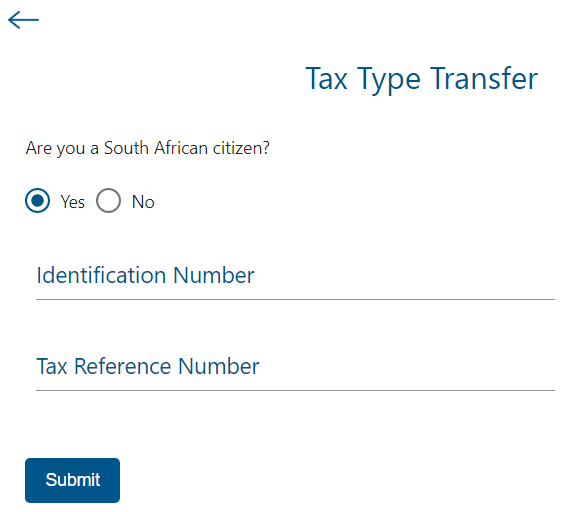 Tax Type Transfer
Are you a South African citizen?
Yes No
Identification Number
Tax Reference Number
Submit